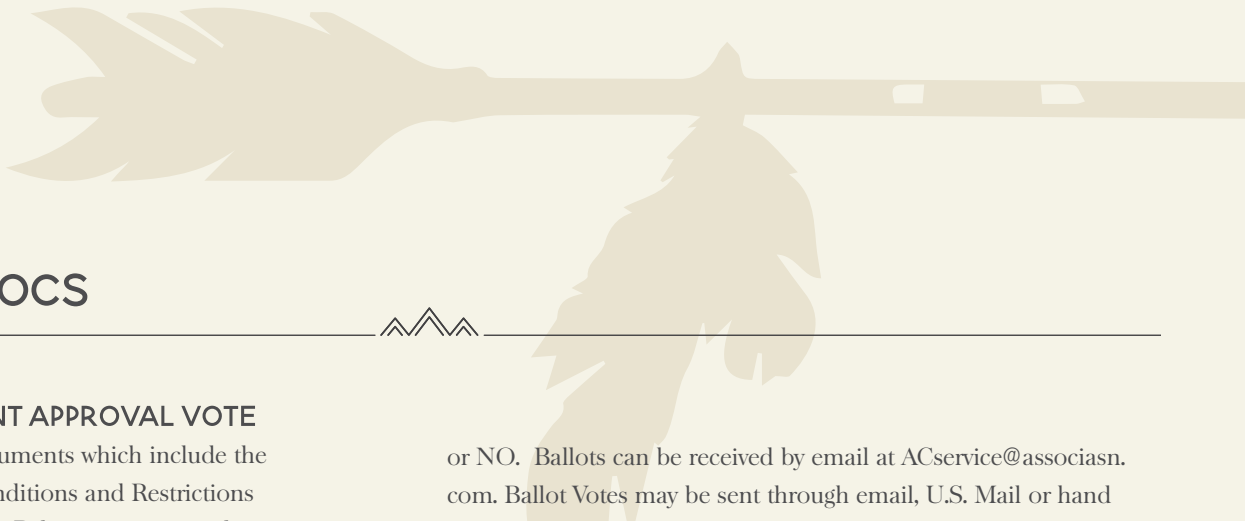 OCS
NT APPROVAL VOTE
uments which include the
nditions and Restrictions
or NO.  Ballots can be received by email at ACservice@associasn.
com. Ballot Votes may be sent through email, U.S. Mail or hand